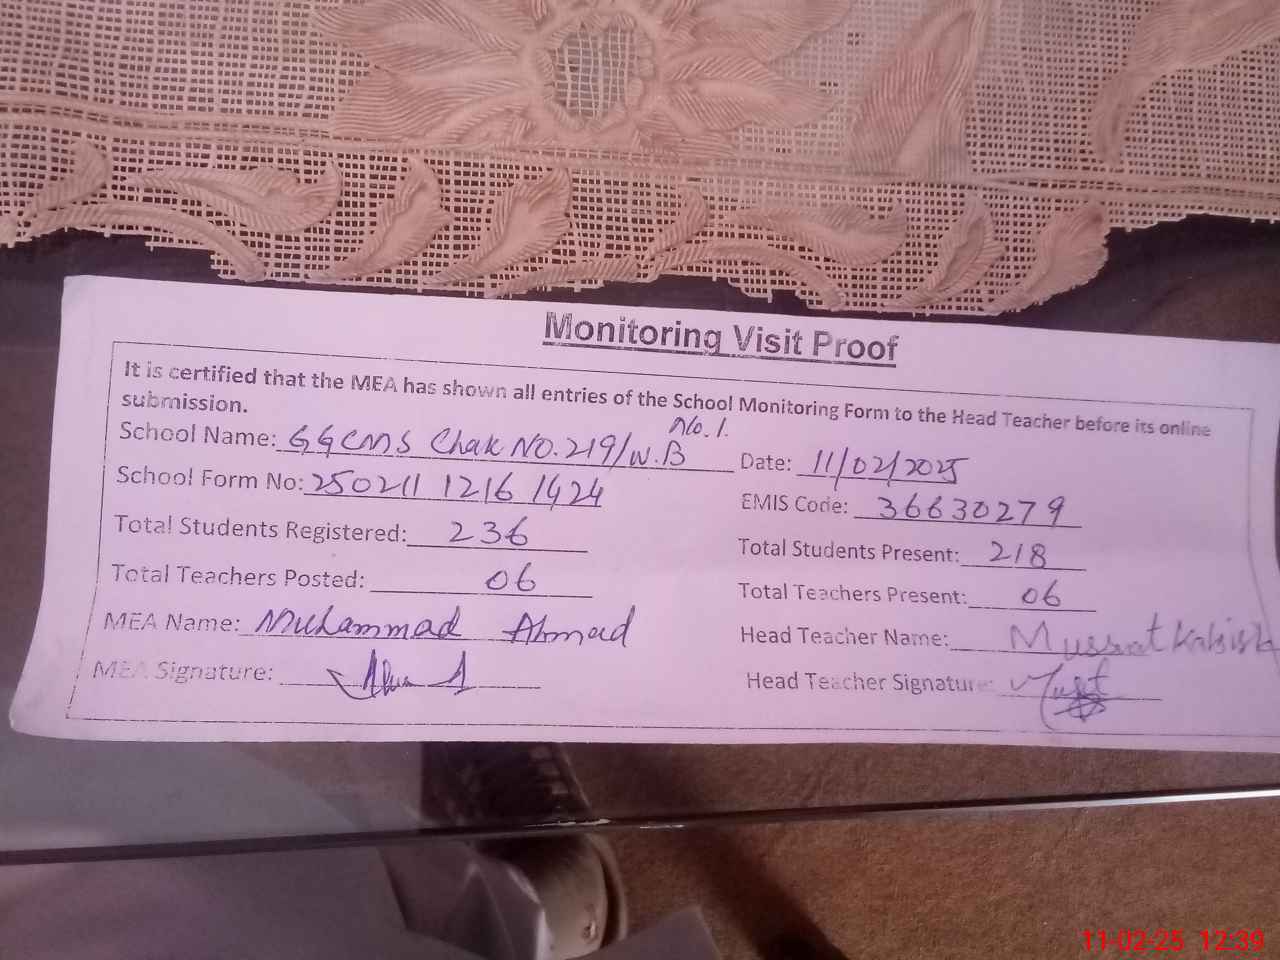 Monitoring Visit Proof
It is certified that the MEA has shown all entries of the School Monitoring Form to the Head Teacher before its online
submission.
School Name: GGCMS Chak NO. 219/W.B No. 1. Date: 11/02/2025
School Form No: 250211 1216 1424 EMIS Code: 36630279
Total Students Registered: 236 Total Students Present: 218
Total Teachers Posted: 06 Total Teachers Present: 06
MEA Name: Muhammad Ahmad Head Teacher Name: Mussrat
MEA Signature: Head Teacher Signature:
11-02-25 12:39